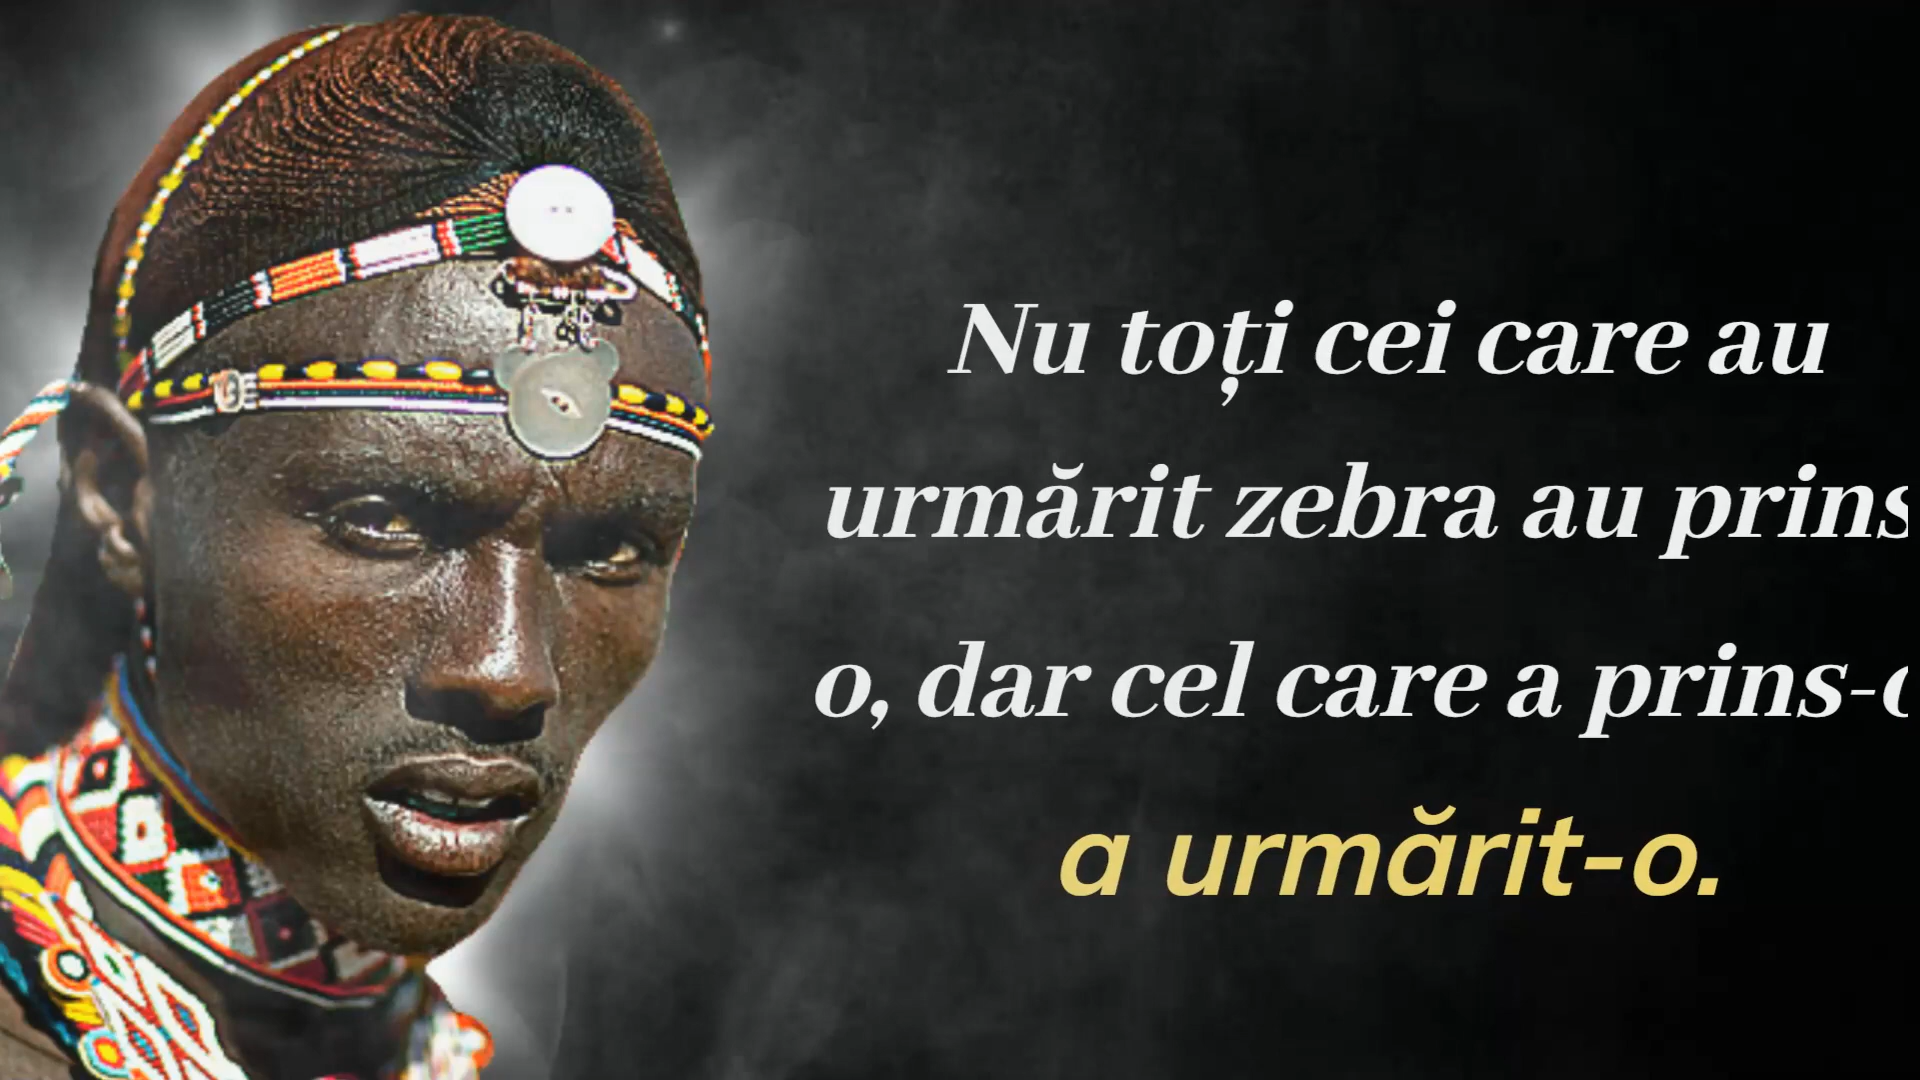 Nu toți cei care au
urmărit zebra au prins
o, dar cel care a prins-o
a urmărit-o.